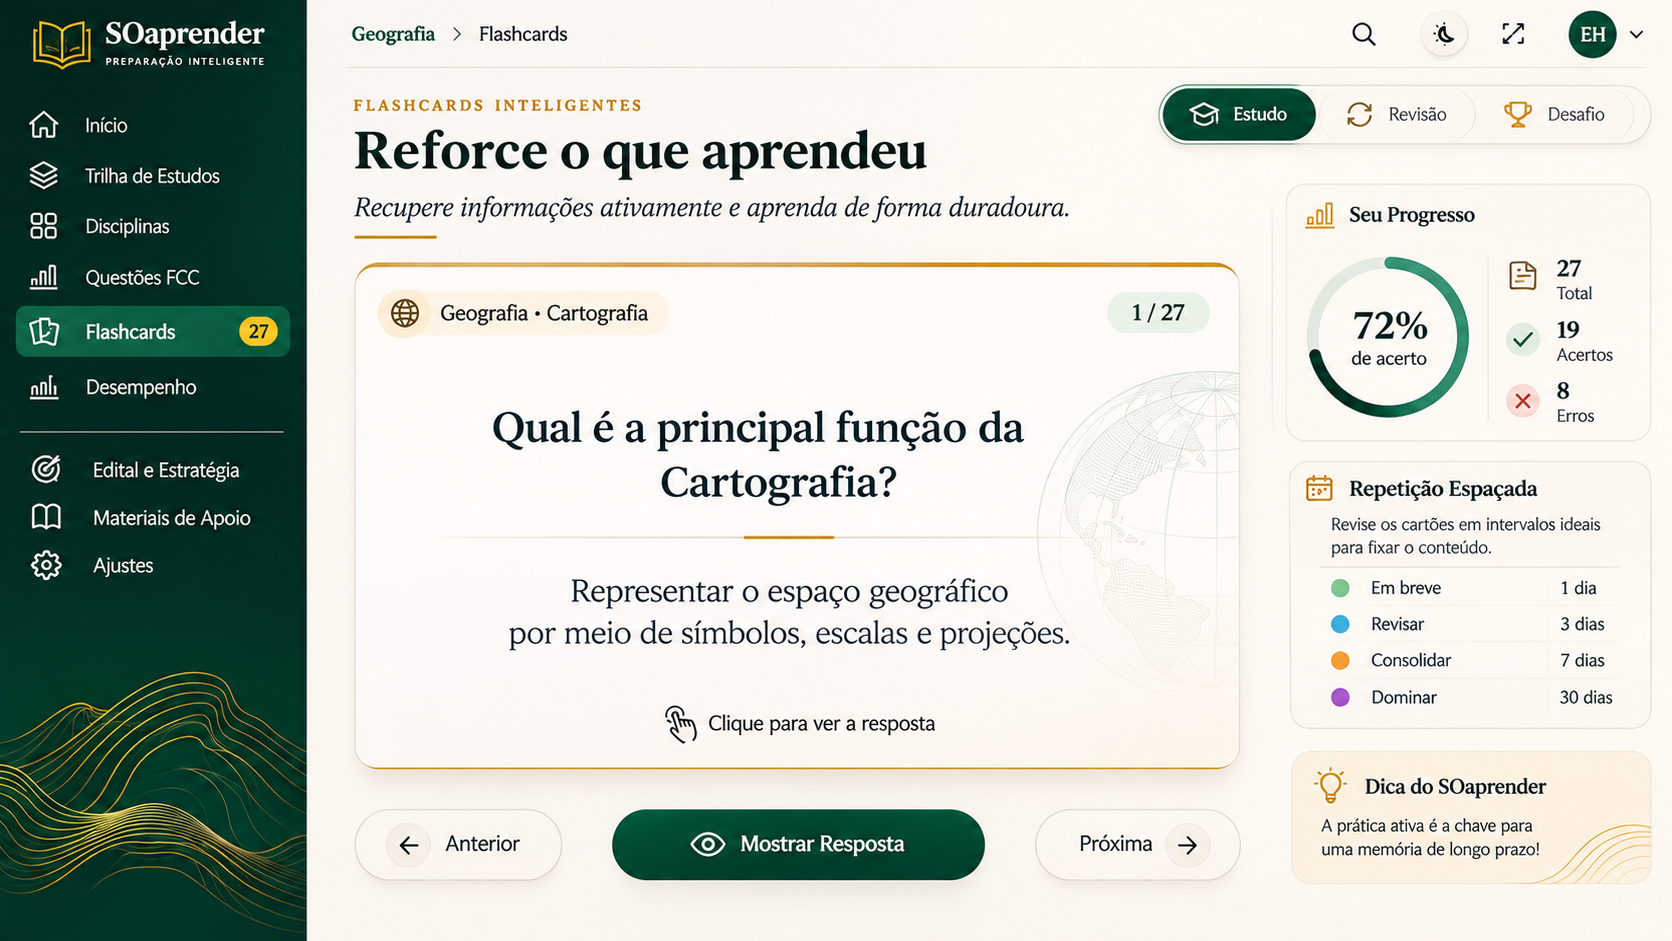 SOaprender
PREPARAÇÃO INTELIGENTE
Início
Trilha de Estudos
Disciplinas
Questões FCC
Flashcards
27
Desempenho
Edital e Estratégia
Materiais de Apoio
Ajustes
Geografia > Flashcards
EH
FLASHCARDS INTELIGENTES
Reforce o que aprendeu
Recupere informações ativamente e aprenda de forma duradoura.
Estudo
Revisão
Desafio
Geografia • Cartografia
1 / 27
Qual é a principal função da
Cartografia?
Representar o espaço geográfico
por meio de símbolos, escalas e projeções.
Clique para ver a resposta
Anterior
Mostrar Resposta
Próxima
Seu Progresso
72%
de acerto
27
Total
19
Acertos
8
Erros
Repetição Espaçada
Revise os cartões em intervalos ideais
para fixar o conteúdo.
Em breve 1 dia
Revisar 3 dias
Consolidar 7 dias
Dominar 30 dias
Dica do SOaprender
A prática ativa é a chave para
uma memória de longo prazo!